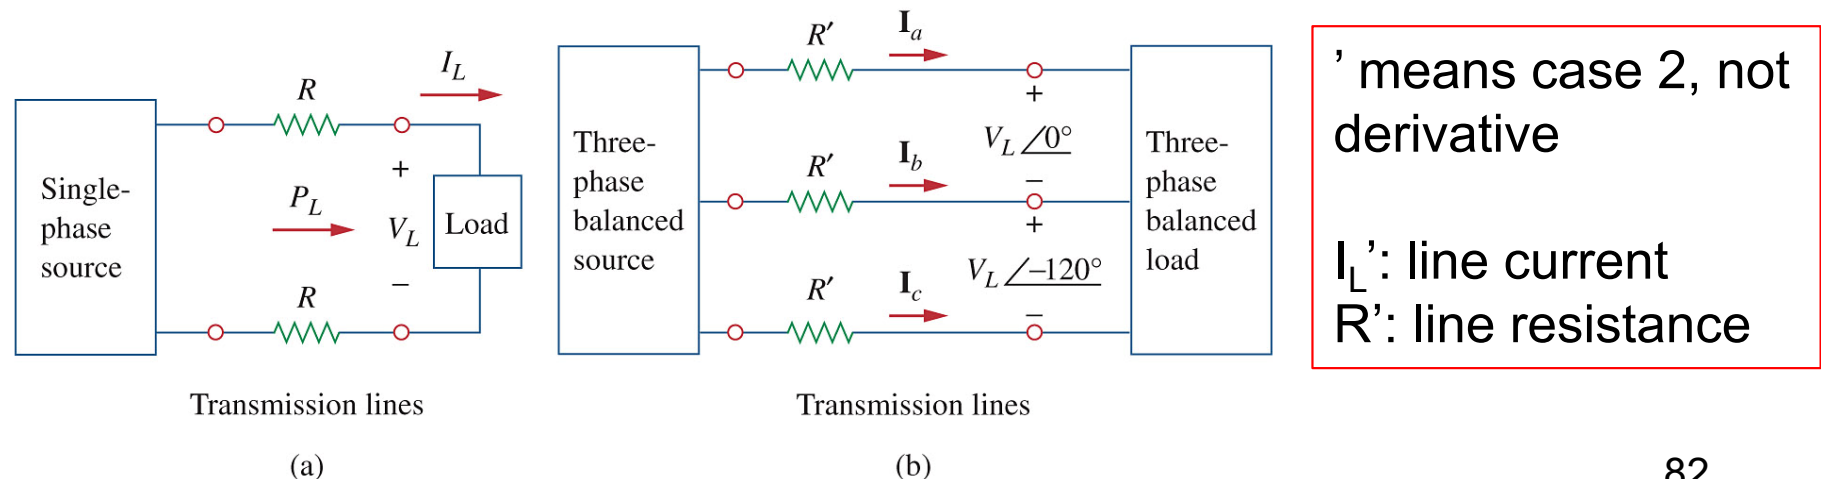 Single-
phase
source
R
R
I_L
P_L
+
V_L
−
Load
Transmission lines
(a)
Three-
phase
balanced
source
R′
I_a
R′
I_b
R′
I_c
+
V_L ∠0°
−
+
V_L ∠−120°
−
Three-
phase
balanced
load
Transmission lines
(b)
’ means case 2, not
derivative
I_L’: line current
R’: line resistance
82